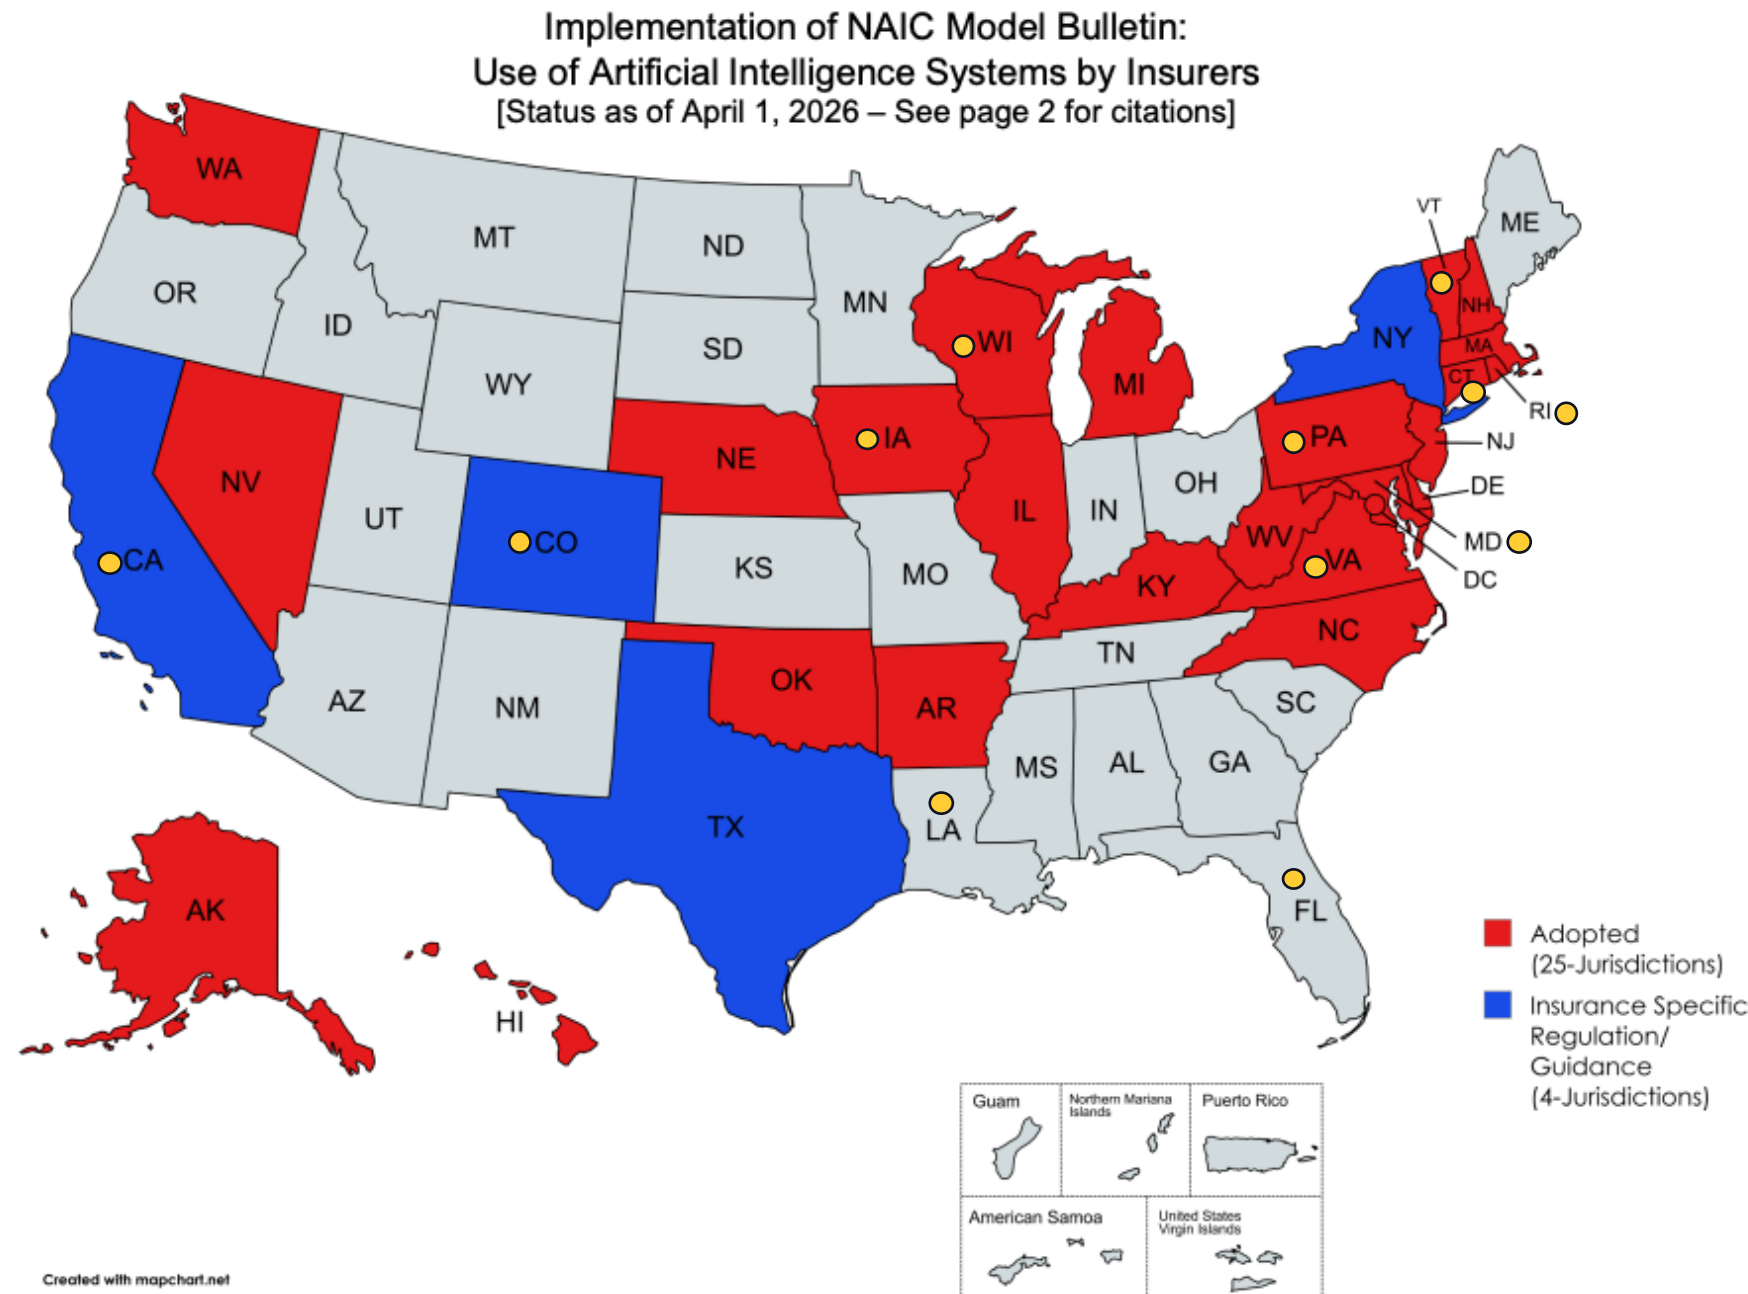 Implementation of NAIC Model Bulletin:
Use of Artificial Intelligence Systems by Insurers
[Status as of April 1, 2026 – See page 2 for citations]
WA
MT
ND
MN
VT
ME
OR
ID
SD
WI
MI
NY
NH
MA
CT
RI
WY
NE
IA
PA
NJ
NV
UT
CO
IL
IN
OH
DE
CA
KS
MO
KY
WV
VA
MD
DC
AZ
NM
OK
AR
TN
NC
SC
TX
MS
AL
GA
LA
FL
AK
HI
Adopted
(25-Jurisdictions)
Insurance Specific
Regulation/
Guidance
(4-Jurisdictions)
Guam
Northern Mariana
Islands
Puerto Rico
American Samoa
United States
Virgin Islands
Created with mapchart.net